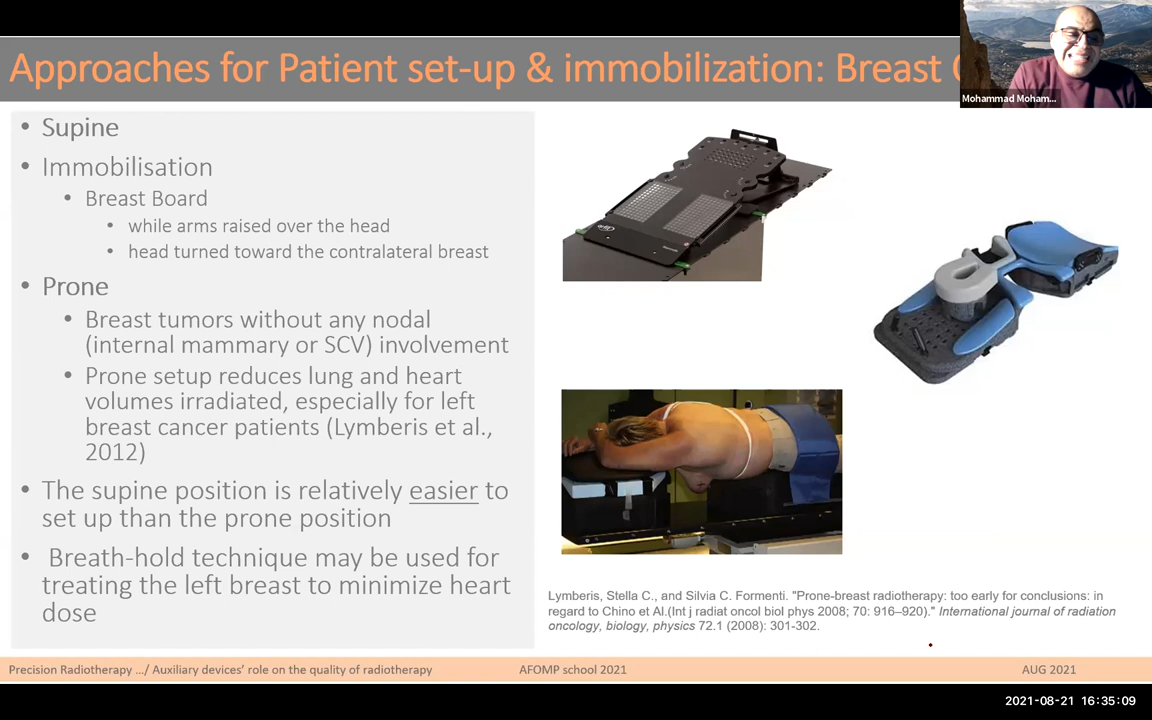 Approaches for Patient set-up & immobilization: Breast
Mohammad Moham...
• Supine
• Immobilisation
• Breast Board
• while arms raised over the head
• head turned toward the contralateral breast
• Prone
• Breast tumors without any nodal
(internal mammary or SCV) involvement
• Prone setup reduces lung and heart
volumes irradiated, especially for left
breast cancer patients (Lymberis et al.,
2012)
• The supine position is relatively easier to
set up than the prone position
• Breath-hold technique may be used for
treating the left breast to minimize heart
dose
Lymberis, Stella C., and Silvia C. Formenti. "Prone-breast radiotherapy: too early for conclusions: in
regard to Chino et Al.(Int j radiat oncol biol phys 2008; 70: 916–920)." International journal of radiation
oncology, biology, physics 72.1 (2008): 301-302.
Precision Radiotherapy .../ Auxiliary devices' role on the quality of radiotherapy
AFOMP school 2021
AUG 2021
2021-08-21 16:35:09